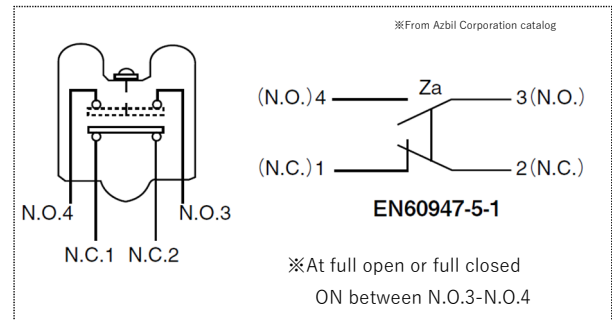 ※From Azbil Corporation catalog
Za
(N.O.)4
3(N.O.)
(N.C.)1
2(N.C.)
EN60947-5-1
N.O.4
N.O.3
N.C.1
N.C.2
※At full open or full closed
ON between N.O.3-N.O.4